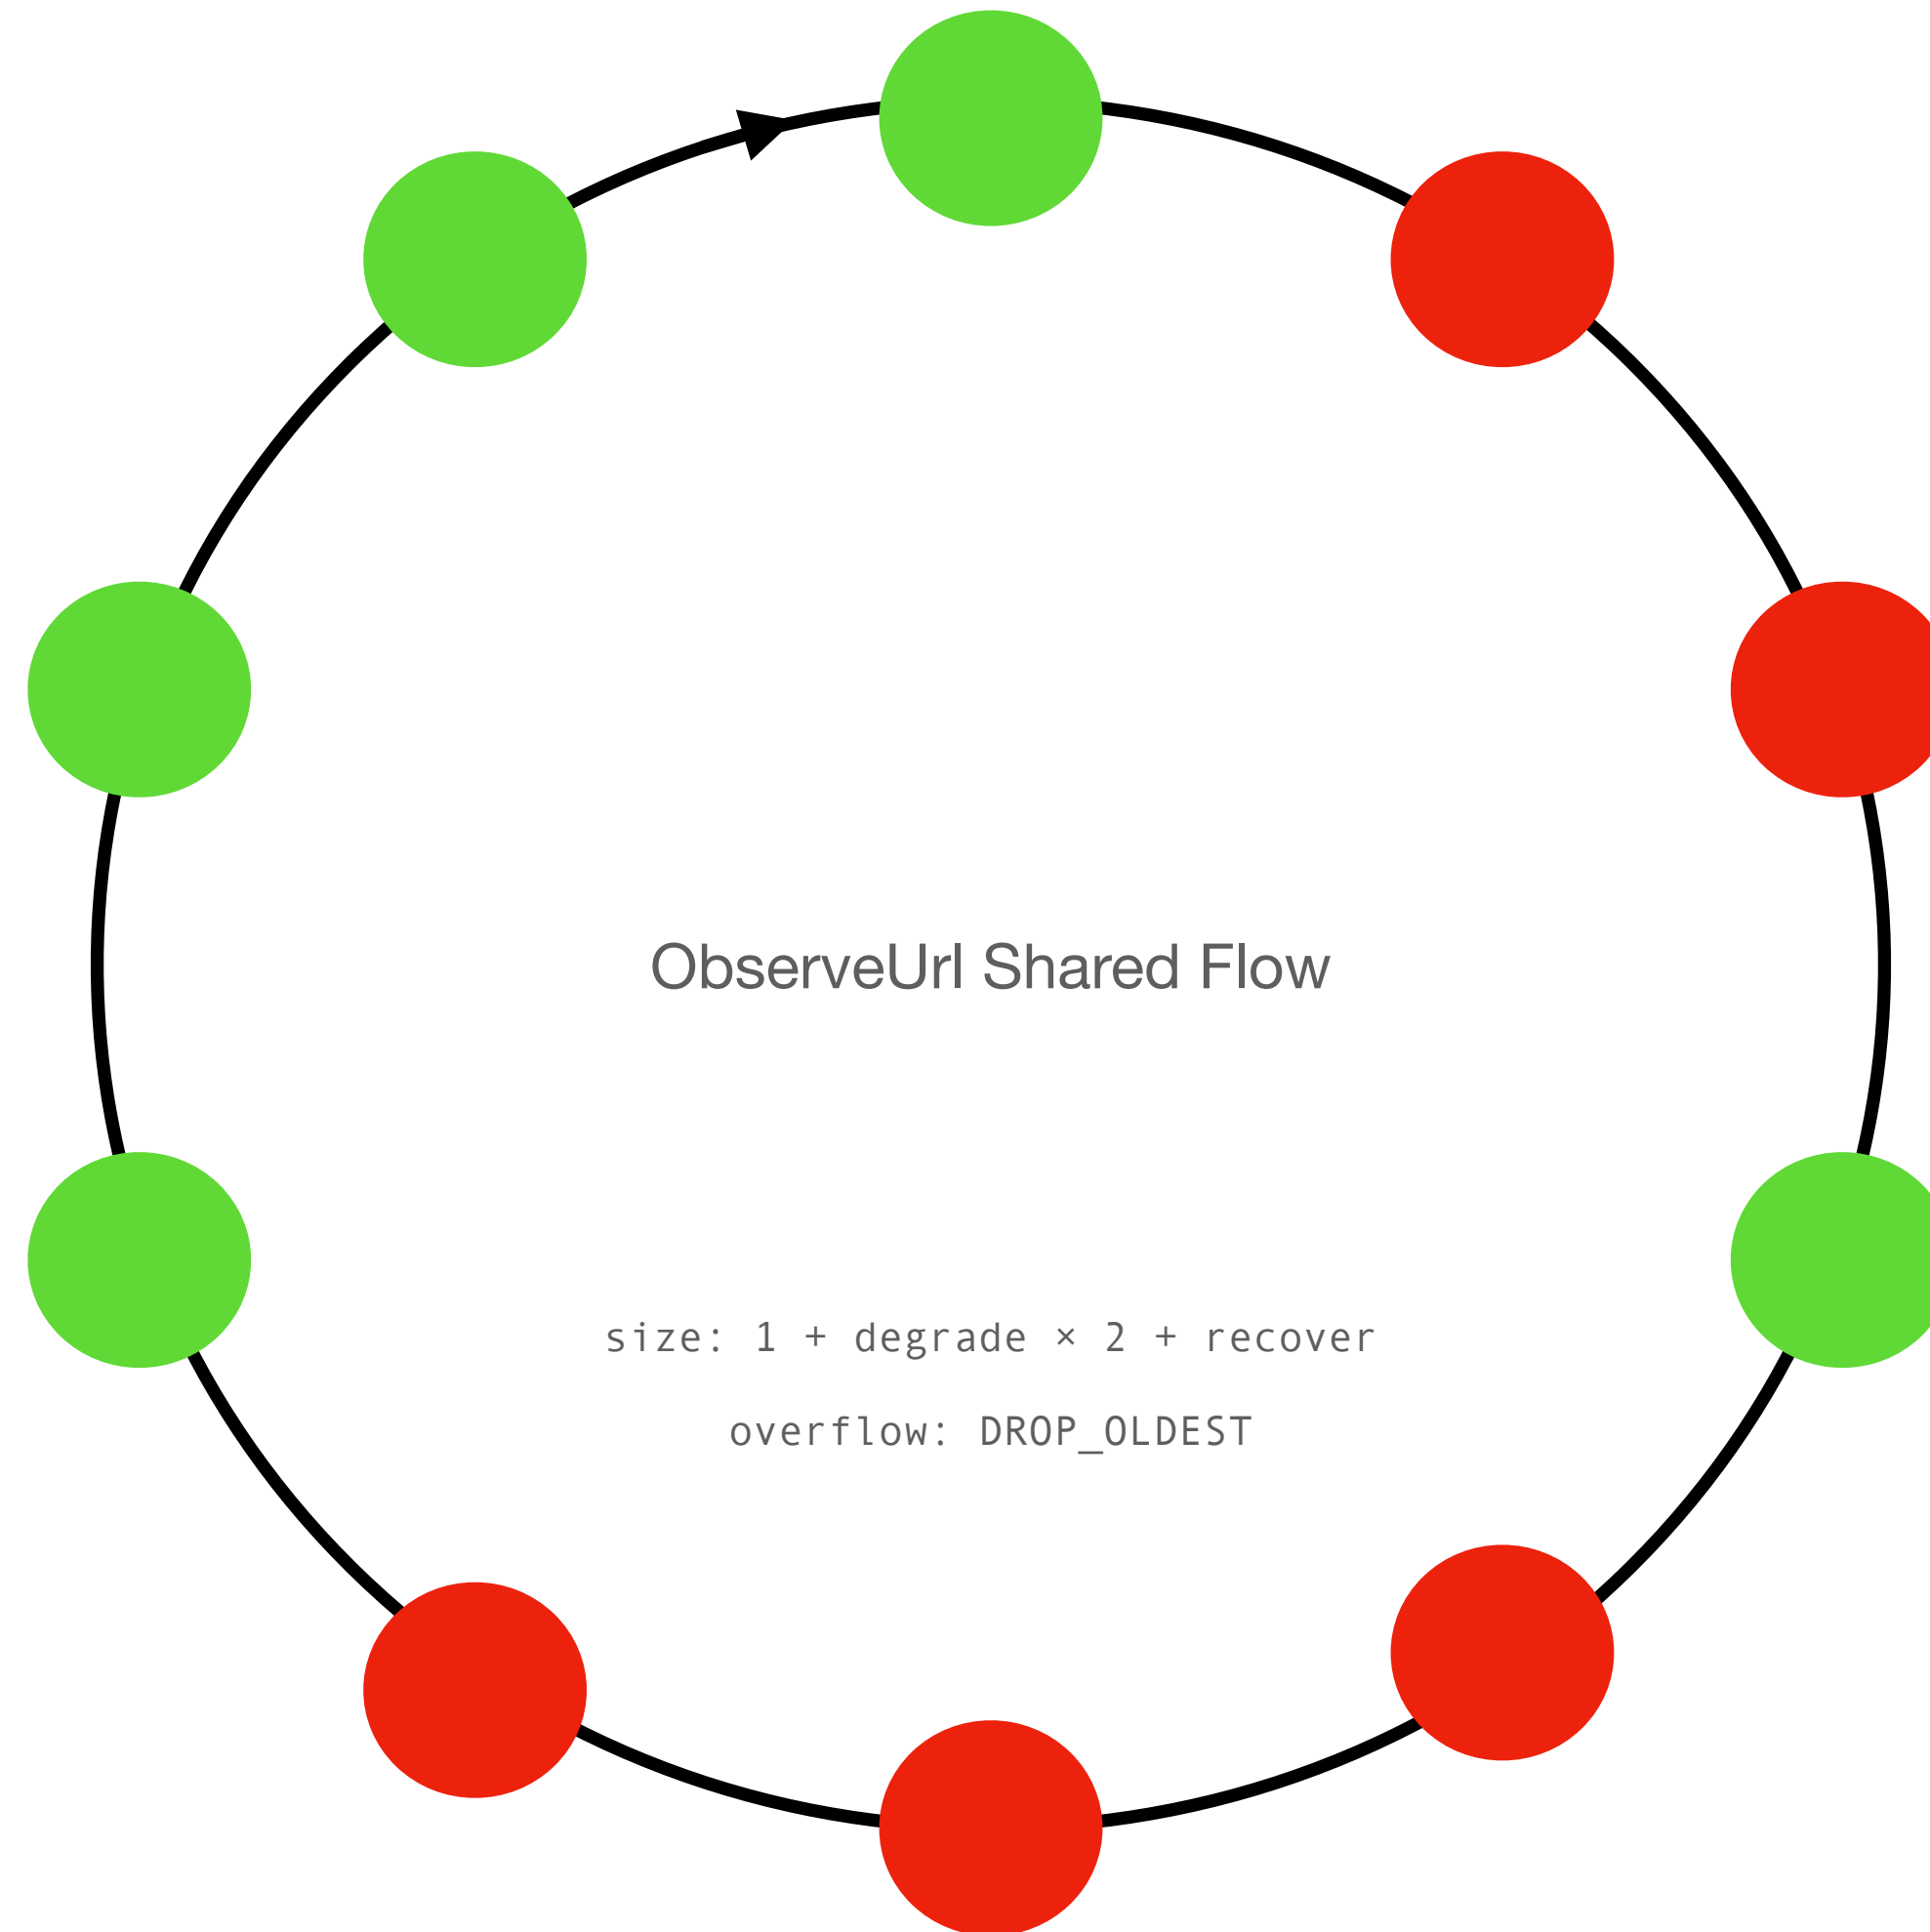 ObserveUrl Shared Flow
size: 1 + degrade × 2 + recover
overflow: DROP_OLDEST